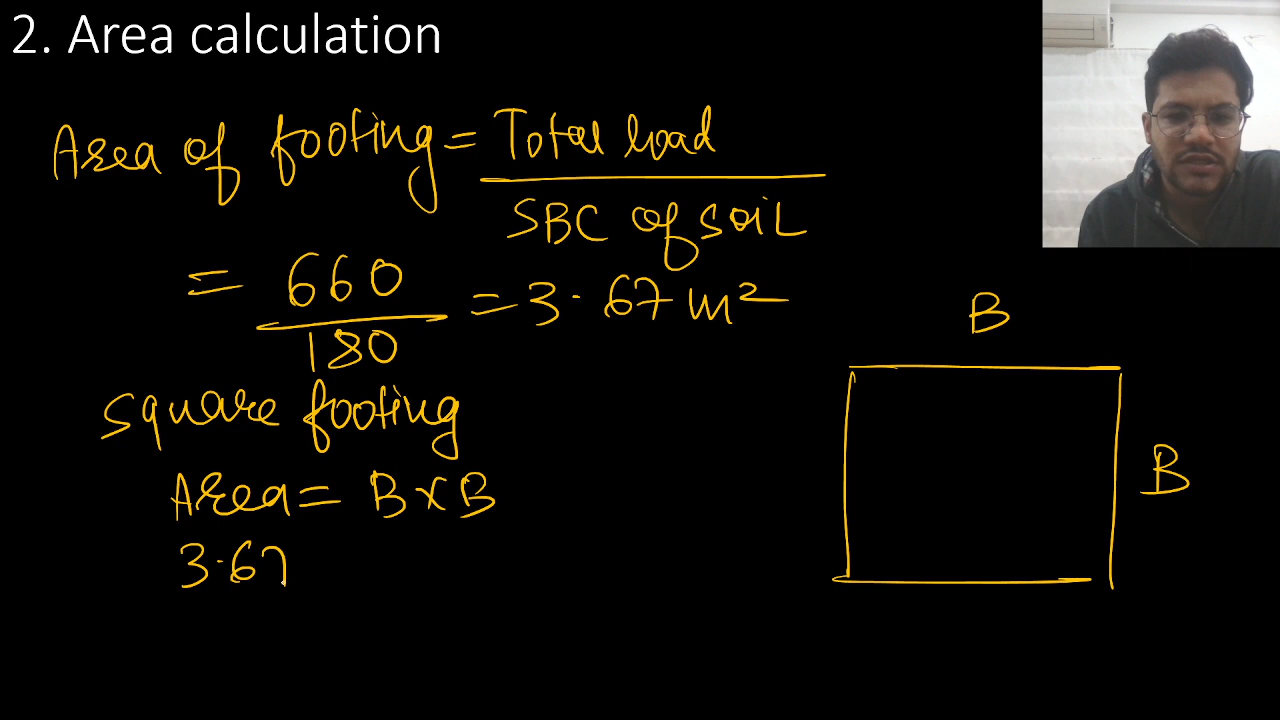 2. Area calculation
Area of footing = Total load
SBC of soil
= 660 = 3.67 m²
180
B
square footing
Area = B x B
B
3.67